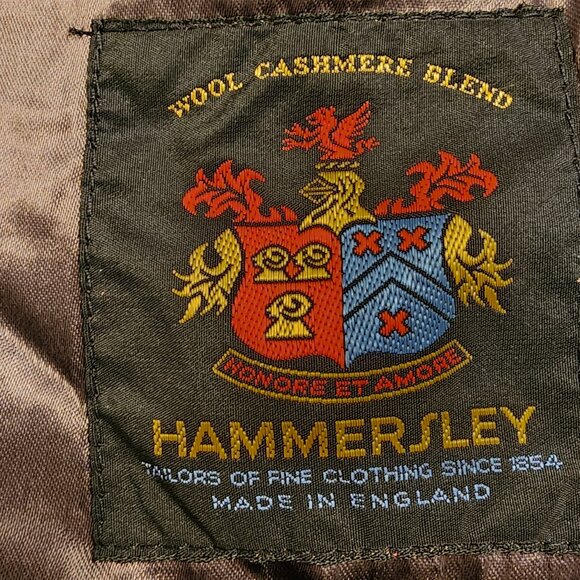 WOOL CASHMERE BLEND
HONORE ET AMORE
HAMMERSLEY
TAILORS OF FINE CLOTHING SINCE 1854
MADE IN ENGLAND